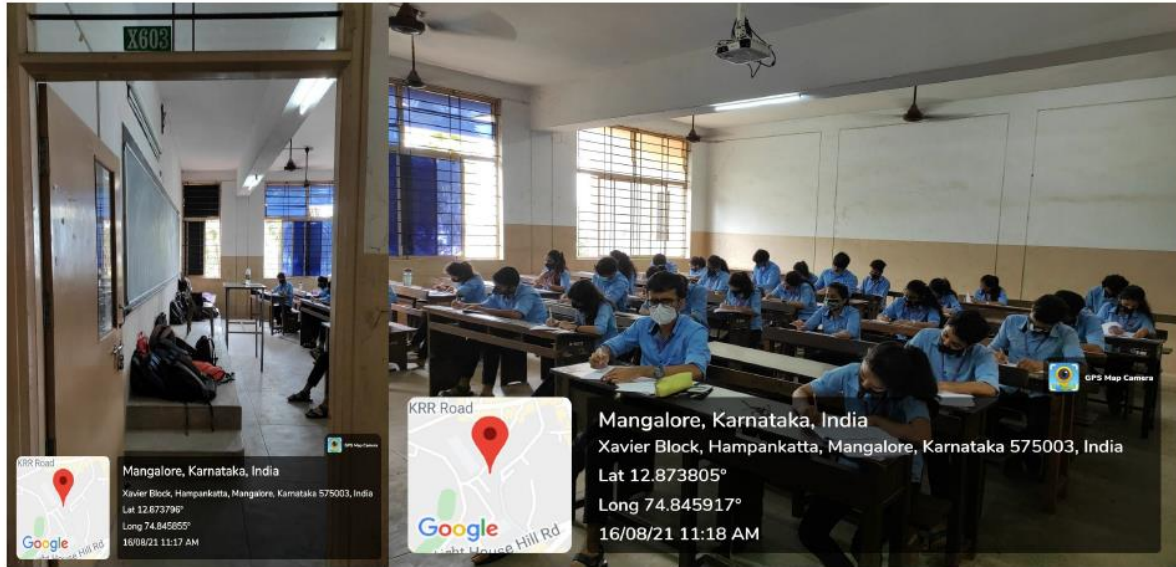 X603
GPS Map Camera
KRR Road
Google
Hill Rd
Mangalore, Karnataka, India
Xavier Block, Hampankatta, Mangalore, Karnataka 575003, India
Lat 12.873796°
Long 74.845855°
16/08/21 11:17 AM
GPS Map Camera
KRR Road
Google
Light House Hill Rd
Mangalore, Karnataka, India
Xavier Block, Hampankatta, Mangalore, Karnataka 575003, India
Lat 12.873805°
Long 74.845917°
16/08/21 11:18 AM